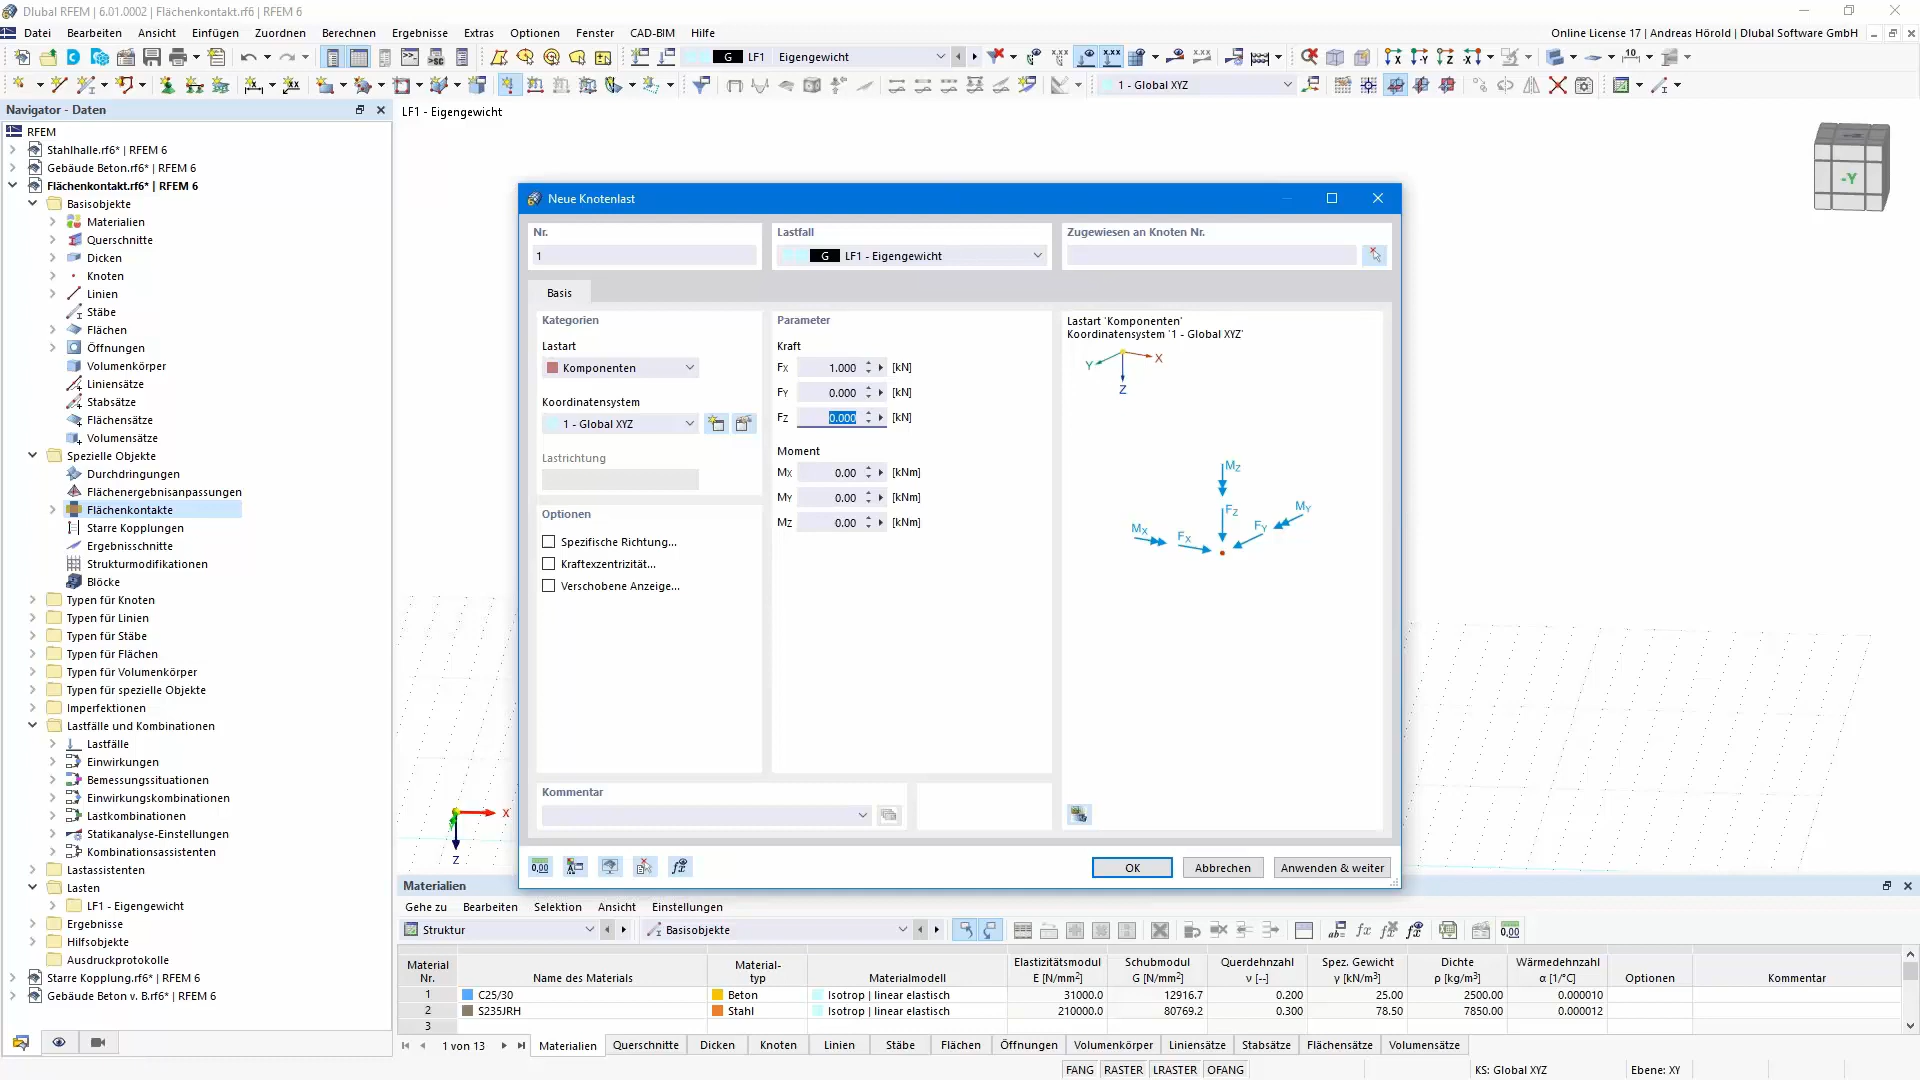 Dlubal RFEM | 6.01.0002 | Flächenkontakt.rf6* | RFEM 6
Datei Bearbeiten Ansicht Einfügen Zuordnen Berechnen Ergebnisse Extras Optionen Fenster CAD-BIM Hilfe
Online License 17 | Andreas Hörold | Dlubal Software GmbH
G LF1 Eigengewicht
1 - Global XYZ
Navigator - Daten
LF1 - Eigengewicht
RFEM
Stahlhalle.rf6* | RFEM 6
Gebäude Beton.rf6* | RFEM 6
Flächenkontakt.rf6* | RFEM 6
Basisobjekte
Materialien
Querschnitte
Dicken
Knoten
Linien
Stäbe
Flächen
Öffnungen
Volumenkörper
Liniensätze
Stabsätze
Flächensätze
Volumensätze
Spezielle Objekte
Durchdringungen
Flächenergebnisanpassungen
Flächenkontakte
Starre Kopplungen
Ergebnisschnitte
Strukturmodifikationen
Blöcke
Typen für Knoten
Typen für Linien
Typen für Stäbe
Typen für Flächen
Typen für Volumenkörper
Typen für spezielle Objekte
Imperfektionen
Lastfälle und Kombinationen
Lastfälle
Einwirkungen
Bemessungssituationen
Einwirkungskombinationen
Lastkombinationen
Statikanalyse-Einstellungen
Kombinationsassistenten
Lastassistenten
Lasten
LF1 - Eigengewicht
Ergebnisse
Hilfsobjekte
Ausdruckprotokolle
Starre Kopplung.rf6* | RFEM 6
Gebäude Beton v. B.rf6* | RFEM 6
-Y
X
Z
Neue Knotenlast
Nr.
1
Lastfall
G LF1 - Eigengewicht
Zugewiesen an Knoten Nr.
Basis
Kategorien
Lastart
Komponenten
Koordinatensystem
1 - Global XYZ
Lastrichtung
Optionen
Spezifische Richtung...
Kraftexzentrizität...
Verschobene Anzeige...
Parameter
Kraft
FX 1.000 [kN]
FY 0.000 [kN]
FZ 0.000 [kN]
Moment
MX 0.00 [kNm]
MY 0.00 [kNm]
MZ 0.00 [kNm]
Lastart 'Komponenten'
Koordinatensystem '1 - Global XYZ'
Y X
Z
MZ
FZ MY
MX FX FY
Kommentar
OK Abbrechen Anwenden & weiter
Materialien
Gehe zu Bearbeiten Selektion Ansicht Einstellungen
Struktur Basisobjekte
Material Nr. Name des Materials Material-typ Materialmodell Elastizitätsmodul E [N/mm²] Schubmodul G [N/mm²] Querdehnzahl ν [--] Spez. Gewicht γ [kN/m³] Dichte ρ [kg/m³] Wärmedehnzahl α [1/°C] Optionen Kommentar
1 C25/30 Beton Isotrop | linear elastisch 31000.0 12916.7 0.200 25.00 2500.00 0.000010
2 S235JRH Stahl Isotrop | linear elastisch 210000.0 80769.2 0.300 78.50 7850.00 0.000012
3
1 von 13 Materialien Querschnitte Dicken Knoten Linien Stäbe Flächen Öffnungen Volumenkörper Liniensätze Stabsätze Flächensätze Volumensätze
FANG RASTER LRASTER OFANG KS: Global XYZ Ebene: XY